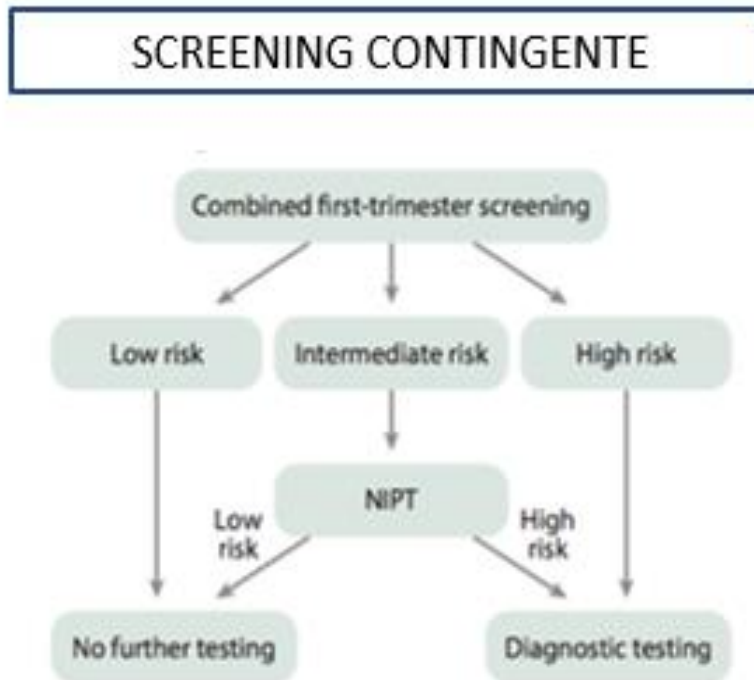 SCREENING CONTINGENTE
Combined first-trimester screening
Low risk
Intermediate risk
High risk
NIPT
Low
risk
High
risk
No further testing
Diagnostic testing